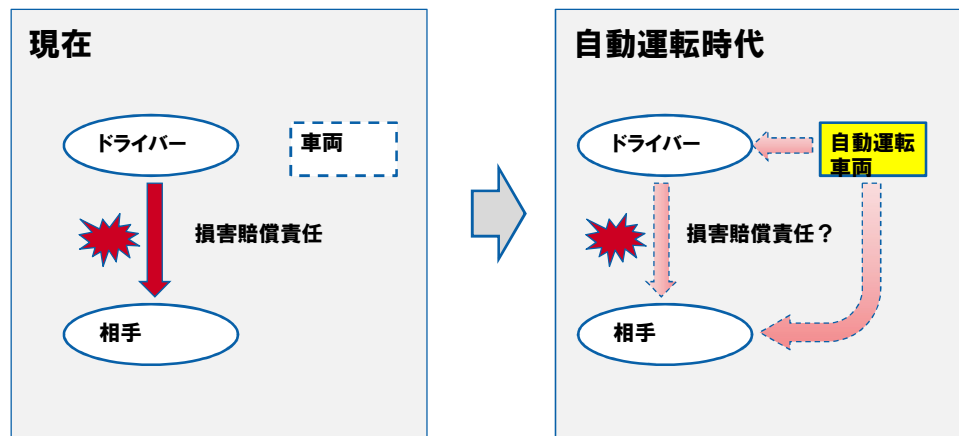 現在
ドライバー
車両
損害賠償責任
相手
自動運転時代
ドライバー
自動運転
車両
損害賠償責任？
相手